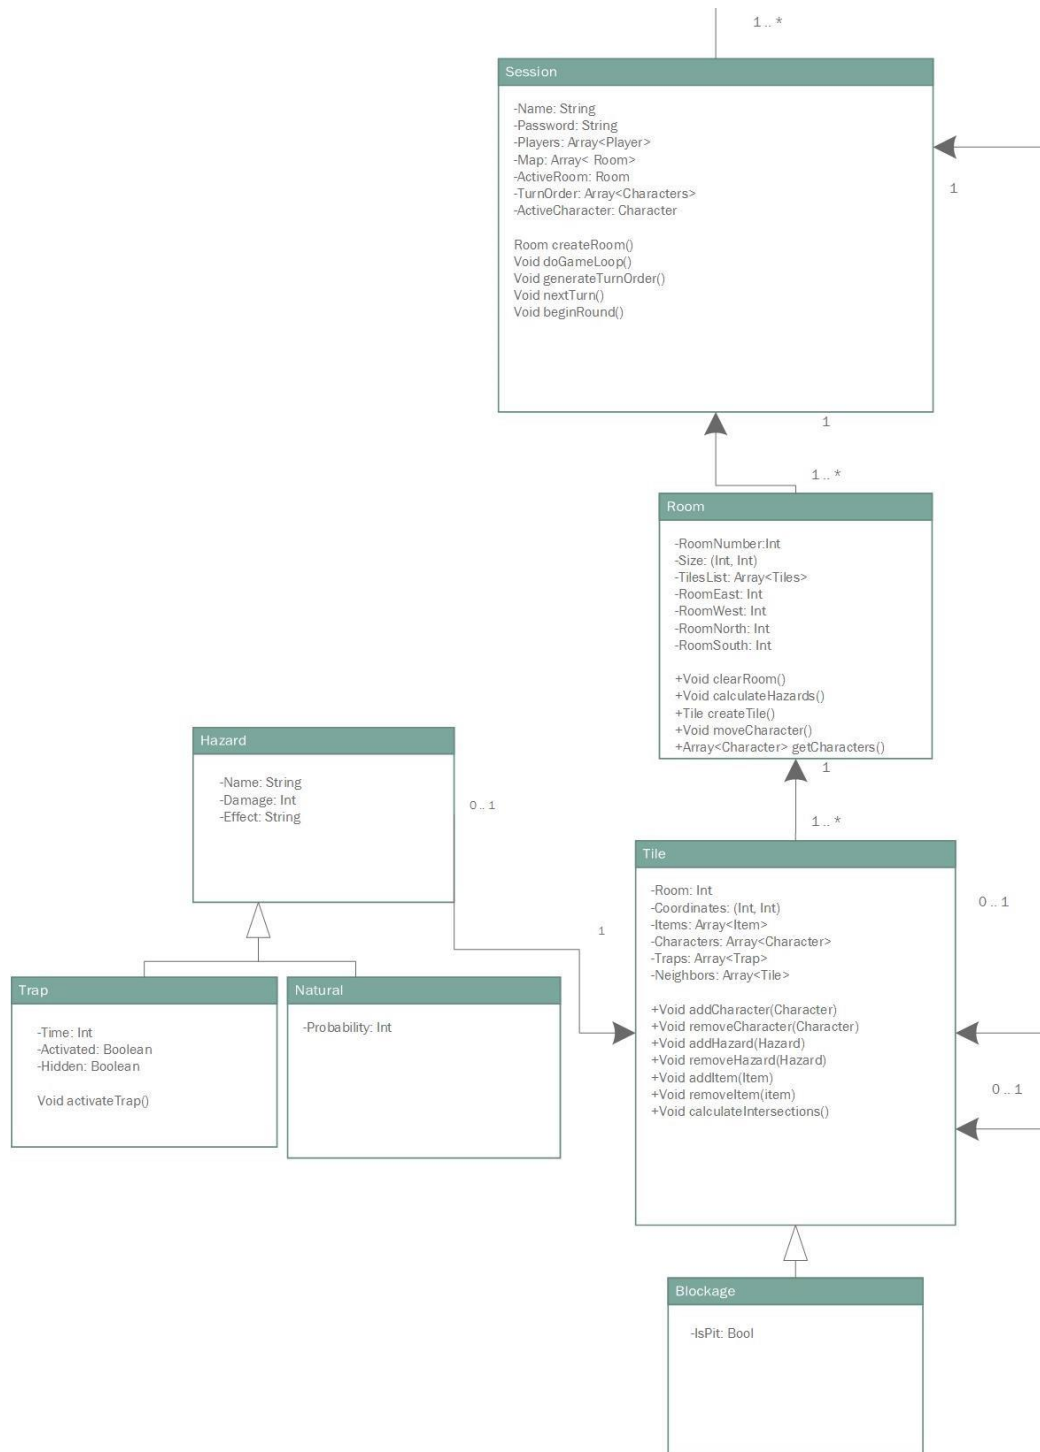 1 .. *
Session
-Name: String
-Password: String
-Players: Array<Player>
-Map: Array< Room>
-ActiveRoom: Room
-TurnOrder: Array<Characters>
-ActiveCharacter: Character
Room createRoom()
Void doGameLoop()
Void generateTurnOrder()
Void nextTurn()
Void beginRound()
1
1
1 .. *
Room
-RoomNumber:Int
-Size: (Int, Int)
-TilesList: Array<Tiles>
-RoomEast: Int
-RoomWest: Int
-RoomNorth: Int
-RoomSouth: Int
+Void clearRoom()
+Void calculateHazards()
+Tile createTile()
+Void moveCharacter()
+Array<Character> getCharacters()
1
1 .. *
Hazard
-Name: String
-Damage: Int
-Effect: String
0 .. 1
1
Trap
-Time: Int
-Activated: Boolean
-Hidden: Boolean
Void activateTrap()
Natural
-Probability: Int
Tile
-Room: Int
-Coordinates: (Int, Int)
-Items: Array<Item>
-Characters: Array<Character>
-Traps: Array<Trap>
-Neighbors: Array<Tile>
+Void addCharacter(Character)
+Void removeCharacter(Character)
+Void addHazard(Hazard)
+Void removeHazard(Hazard)
+Void addItem(Item)
+Void removeItem(item)
+Void calculateIntersections()
0 .. 1
0 .. 1
Blockage
-IsPit: Bool